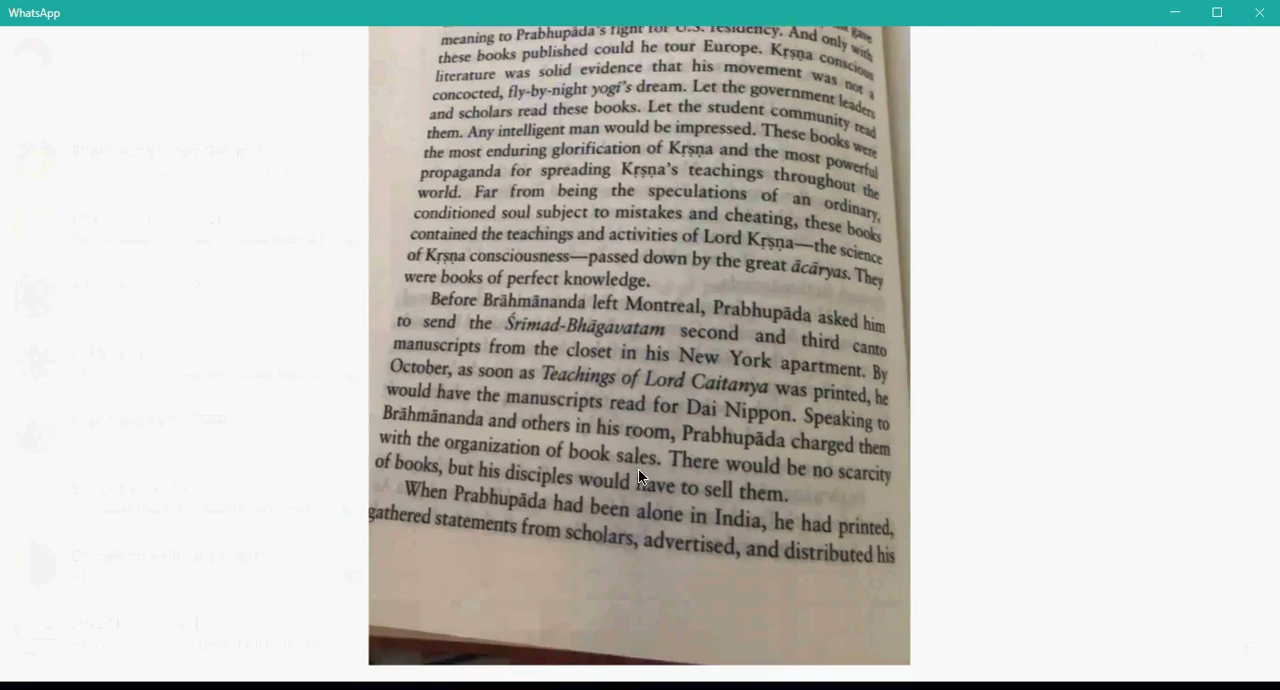 WhatsApp
meaning to Prabhupāda's fight for U.S. residency. And only with
these books published could he tour Europe. Kṛṣṇa conscious
literature was solid evidence that his movement was not a
concocted, fly-by-night yogī's dream. Let the government leaders
and scholars read these books. Let the student community read
them. Any intelligent man would be impressed. These books were
the most enduring glorification of Kṛṣṇa and the most powerful
propaganda for spreading Kṛṣṇa's teachings throughout the
world. Far from being the speculations of an ordinary,
conditioned soul subject to mistakes and cheating, these books
contained the teachings and activities of Lord Kṛṣṇa—the science
of Kṛṣṇa consciousness—passed down by the great ācāryas. They
were books of perfect knowledge.
Before Brāhmānanda left Montreal, Prabhupāda asked him
to send the Śrīmad-Bhāgavatam second and third canto
manuscripts from the closet in his New York apartment. By
October, as soon as Teachings of Lord Caitanya was printed, he
would have the manuscripts read for Dai Nippon. Speaking to
Brāhmānanda and others in his room, Prabhupāda charged them
with the organization of book sales. There would be no scarcity
of books, but his disciples would have to sell them.
When Prabhupāda had been alone in India, he had printed,
gathered statements from scholars, advertised, and distributed his